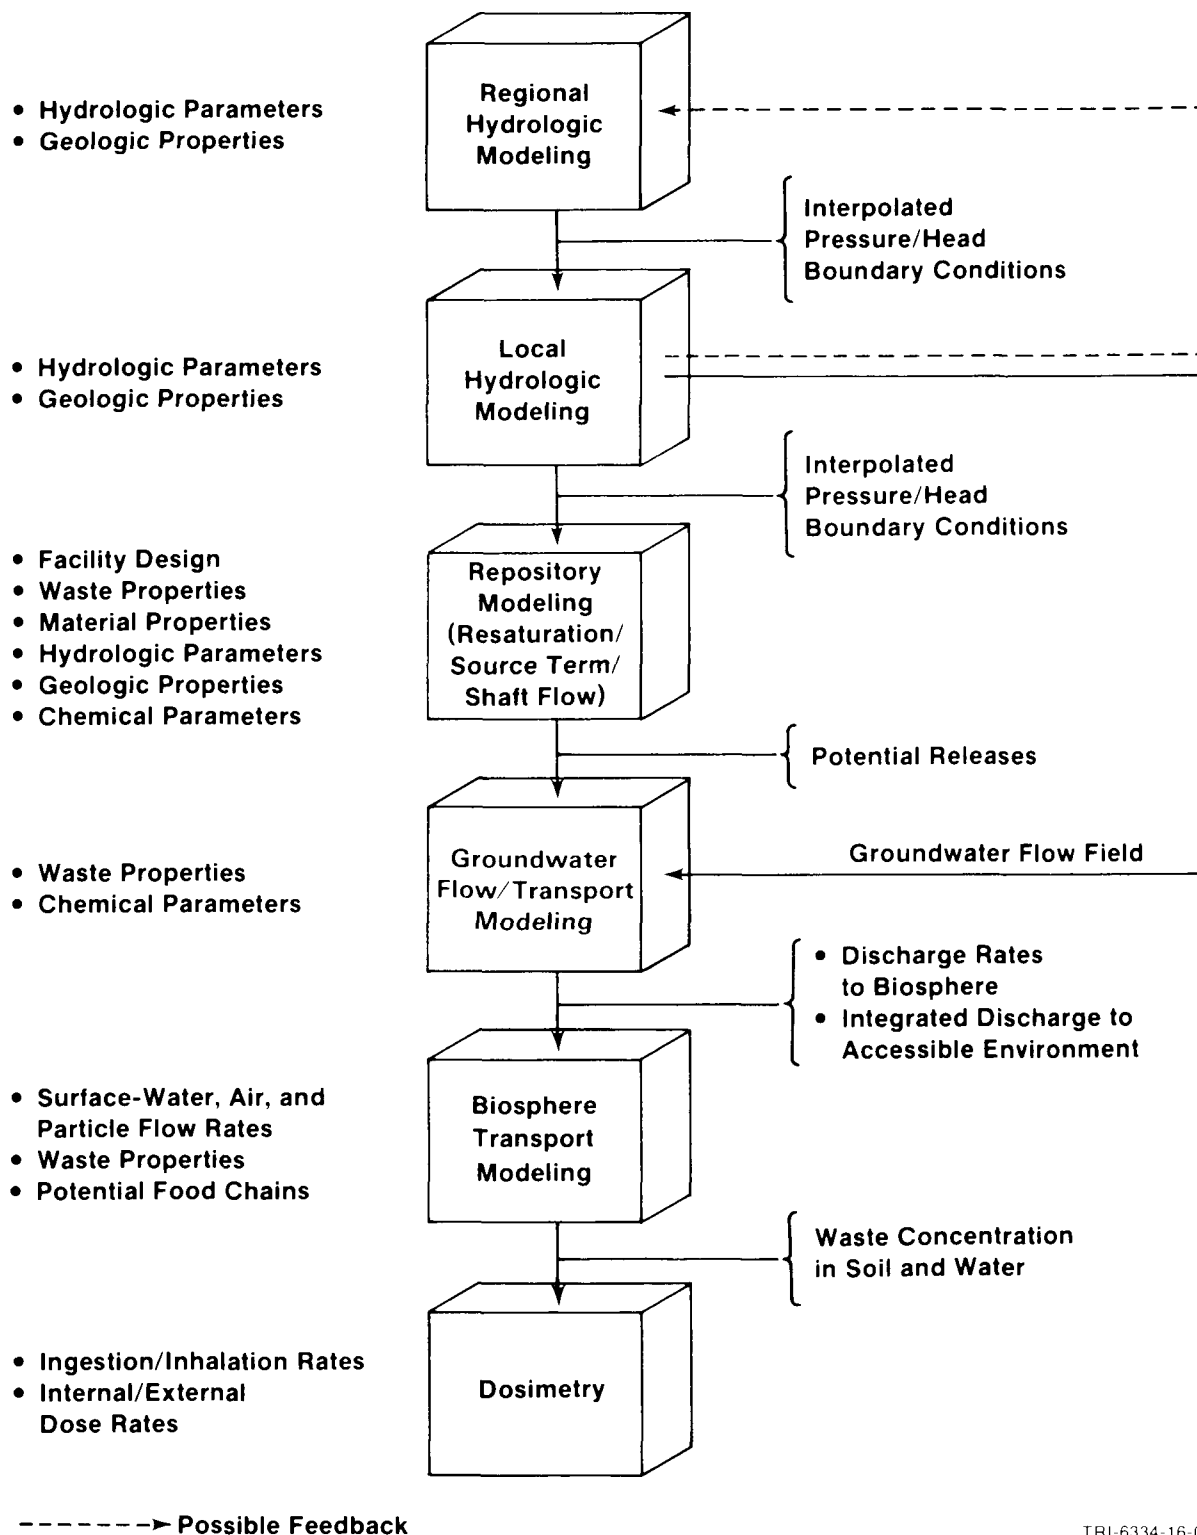 Regional
Hydrologic
Modeling
• Hydrologic Parameters
• Geologic Properties
Interpolated
Pressure/Head
Boundary Conditions
Local
Hydrologic
Modeling
• Hydrologic Parameters
• Geologic Properties
Interpolated
Pressure/Head
Boundary Conditions
• Facility Design
• Waste Properties
• Material Properties
• Hydrologic Parameters
• Geologic Properties
• Chemical Parameters
Repository
Modeling
(Resaturation/
Source Term/
Shaft Flow)
Potential Releases
Groundwater
Flow/Transport
Modeling
Groundwater Flow Field
• Waste Properties
• Chemical Parameters
• Discharge Rates
to Biosphere
• Integrated Discharge to
Accessible Environment
• Surface-Water, Air, and
Particle Flow Rates
• Waste Properties
• Potential Food Chains
Biosphere
Transport
Modeling
Waste Concentration
in Soil and Water
• Ingestion/Inhalation Rates
• Internal/External
Dose Rates
Dosimetry
Possible Feedback